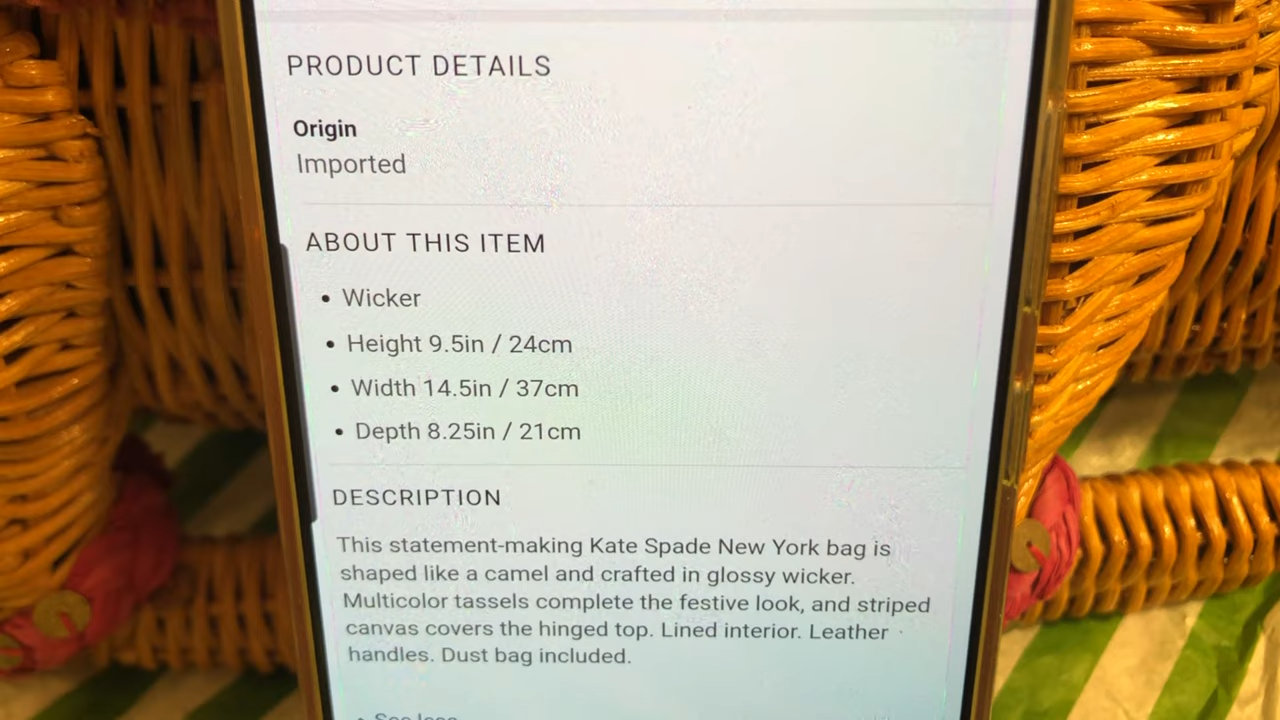 PRODUCT DETAILS
Origin
Imported
ABOUT THIS ITEM
• Wicker
• Height 9.5in / 24cm
• Width 14.5in / 37cm
• Depth 8.25in / 21cm
DESCRIPTION
This statement-making Kate Spade New York bag is
shaped like a camel and crafted in glossy wicker.
Multicolor tassels complete the festive look, and striped
canvas covers the hinged top. Lined interior. Leather
handles. Dust bag included.
See less